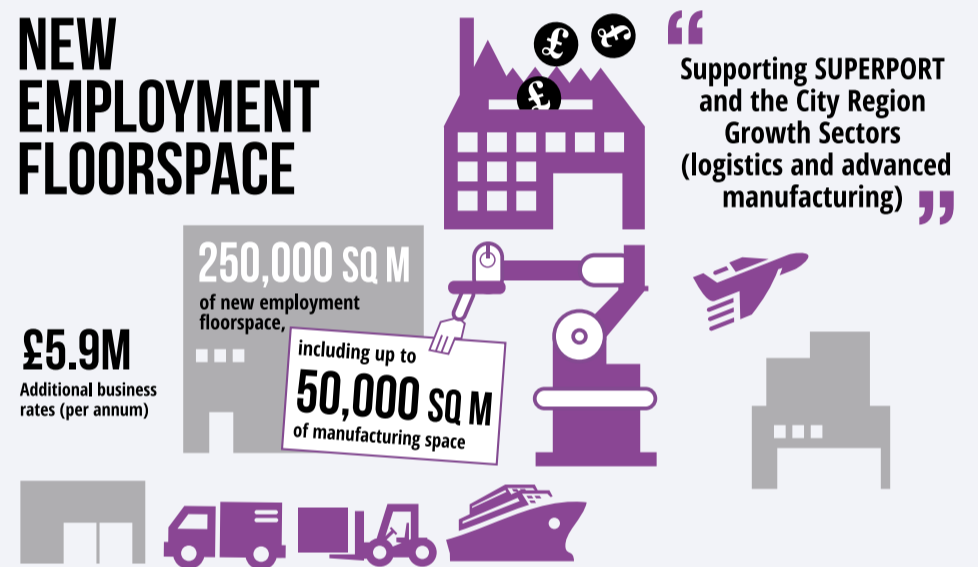 NEW
EMPLOYMENT
FLOORSPACE
£
£
£
“
Supporting SUPERPORT
and the City Region
Growth Sectors
(logistics and advanced
manufacturing)
”
250,000 SQ M
of new employment
floorspace,
including up to
50,000 SQ M
of manufacturing space
£5.9M
Additional business
rates (per annum)